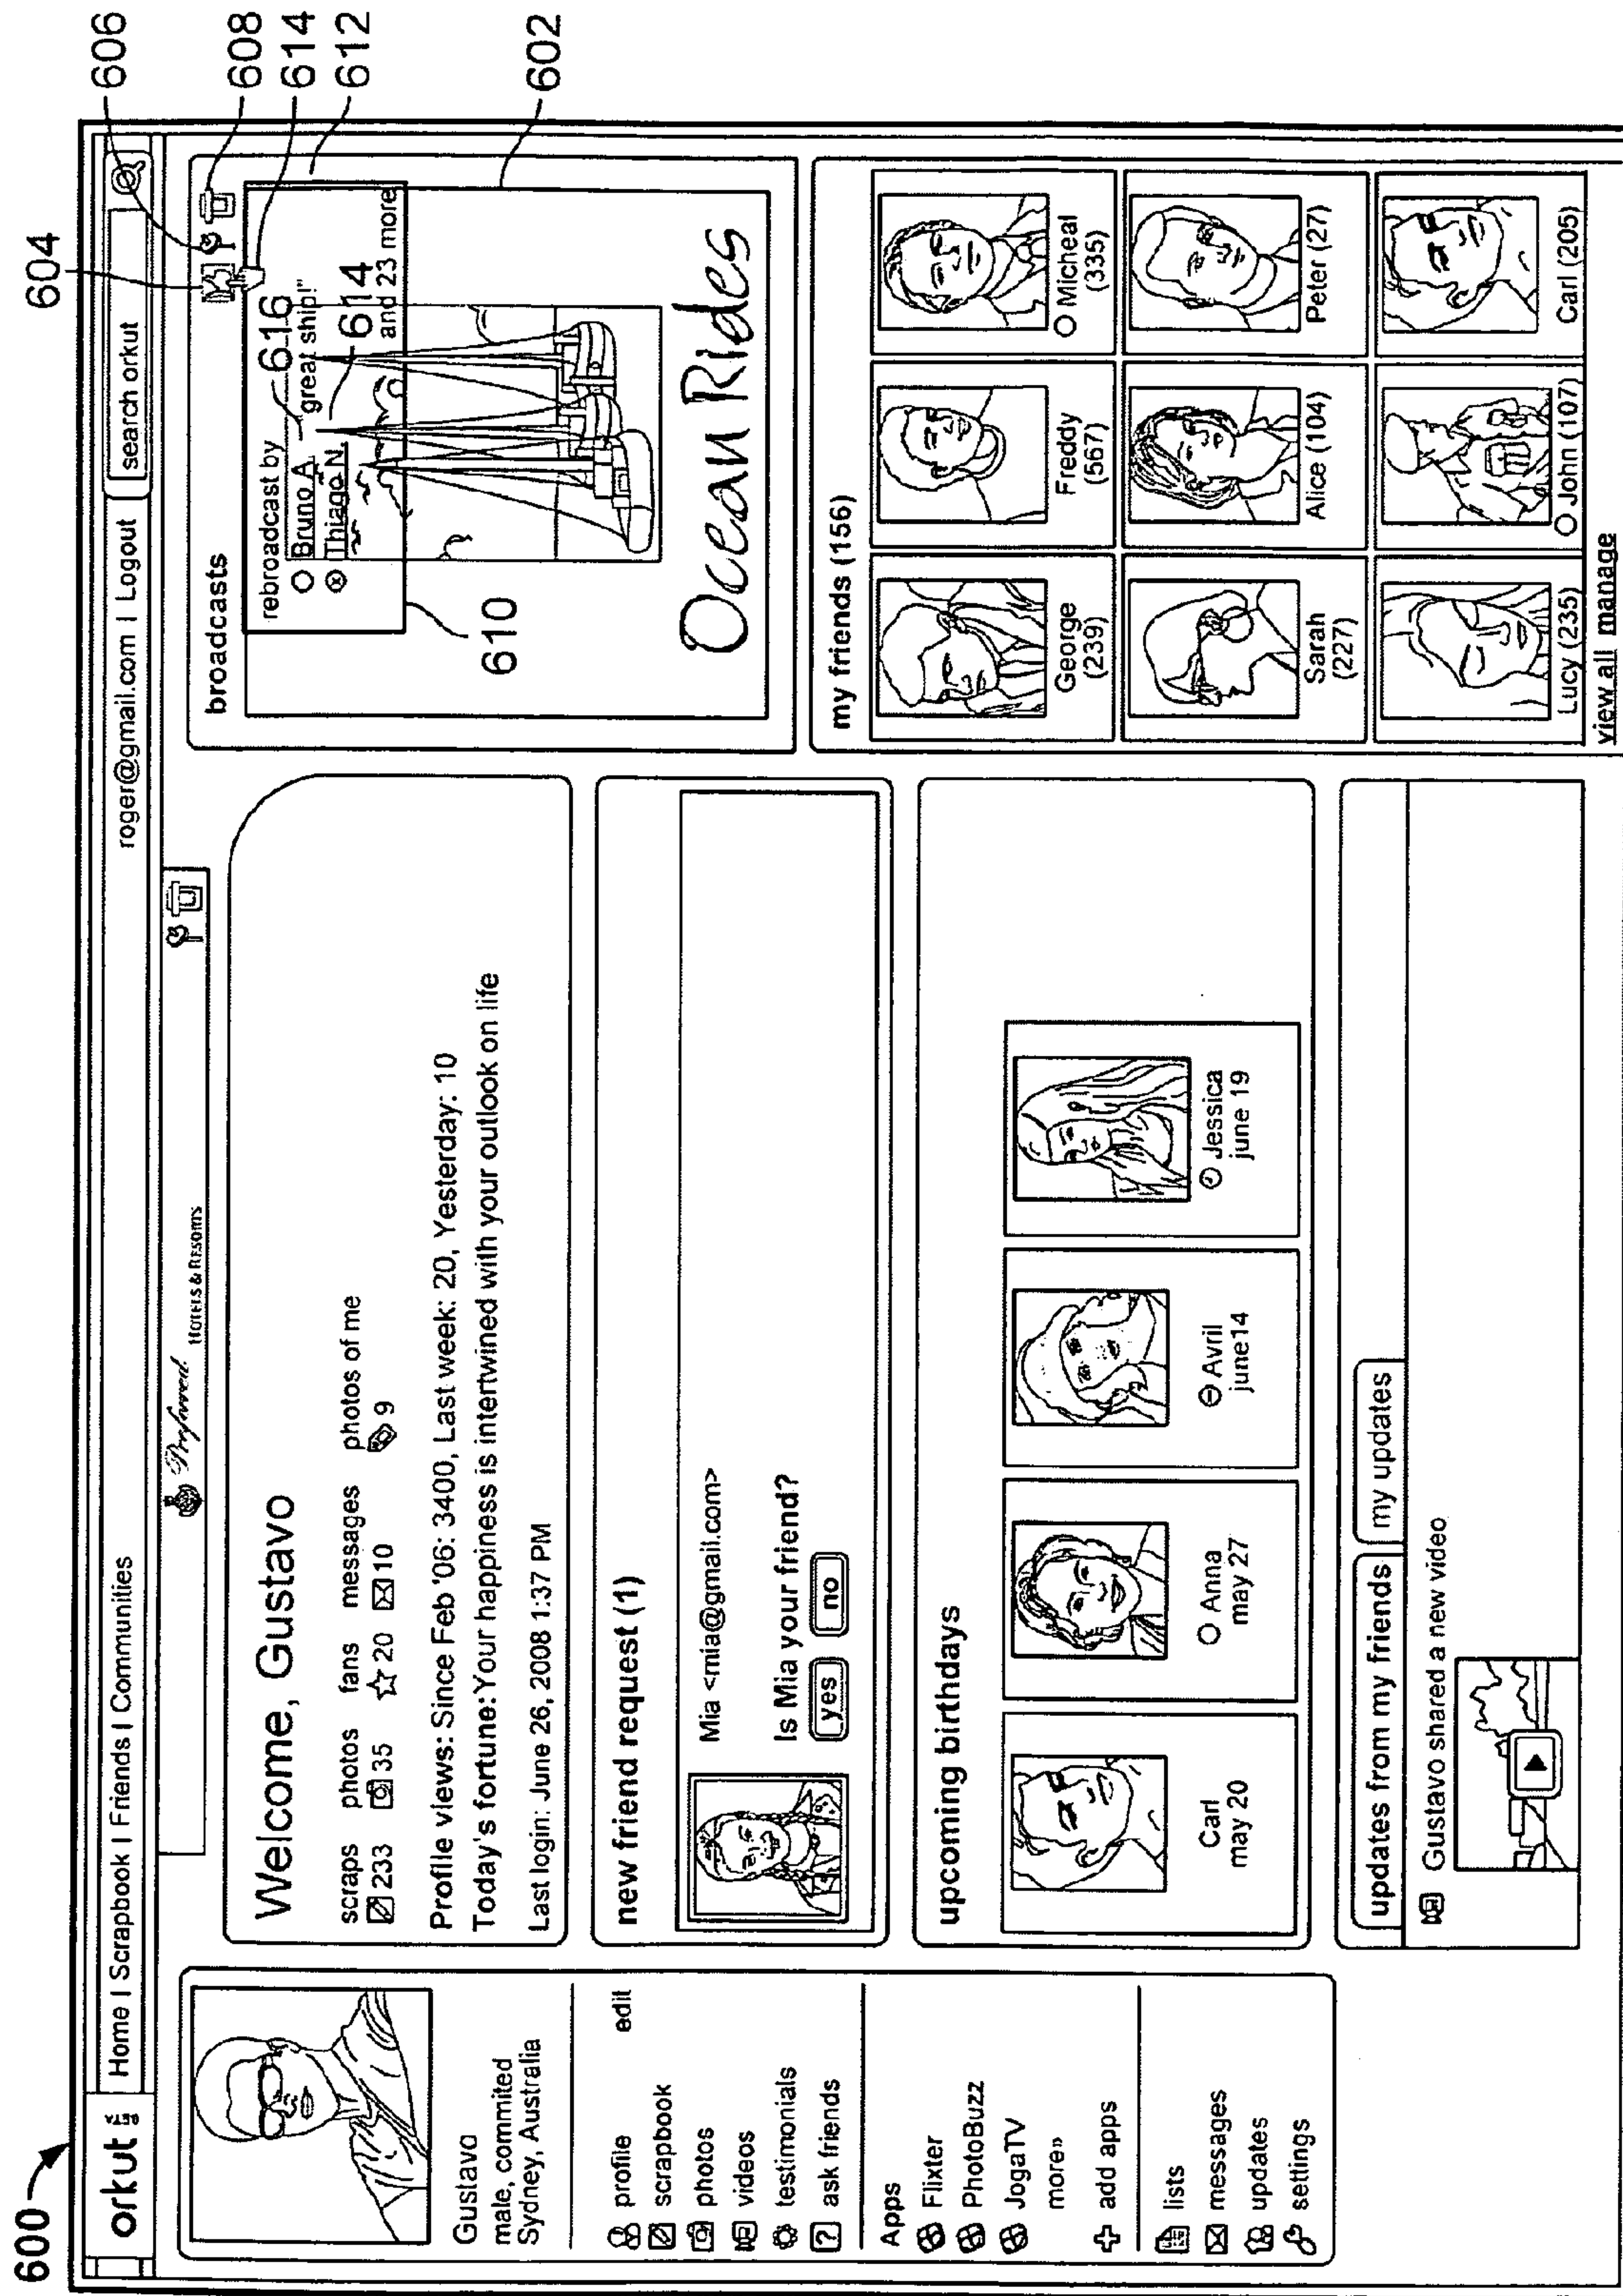 600
604
606
608
614
612
602
orkut BETA
Home | Scrapbook | Friends | Communities
roger@gmail.com | Logout
search orkut
Preferred HOTELS & RESORTS
Gustavo
male, commited
Sydney, Australia
profile edit
scrapbook
photos
videos
testimonials
? ask friends
Apps
Flixter
PhotoBuzz
JogaTV
more»
add apps
lists
messages
updates
settings
Welcome, Gustavo
scraps photos fans messages photos of me
233 35 20 10 9
Profile views: Since Feb '06: 3400, Last week: 20, Yesterday: 10
Today's fortune: Your happiness is intertwined with your outlook on life
Last login: June 26, 2008 1:37 PM
new friend request (1)
Mia <mia@gmail.com>
Is Mia your friend?
yes no
upcoming birthdays
Carl
may 20
Anna
may 27
Avril
june14
Jessica
june 19
updates from my friends my updates
Gustavo shared a new video
broadcasts
rebroadcast by
616
Bruno A great ship!"
Thiago N
614
and 23 more
610
Ocean Rides
my friends (156)
George
(239)
Freddy
(567)
Micheal
(335)
Sarah
(227)
Alice (104)
Peter (27)
Lucy (235)
John (107)
Carl (205)
view all manage